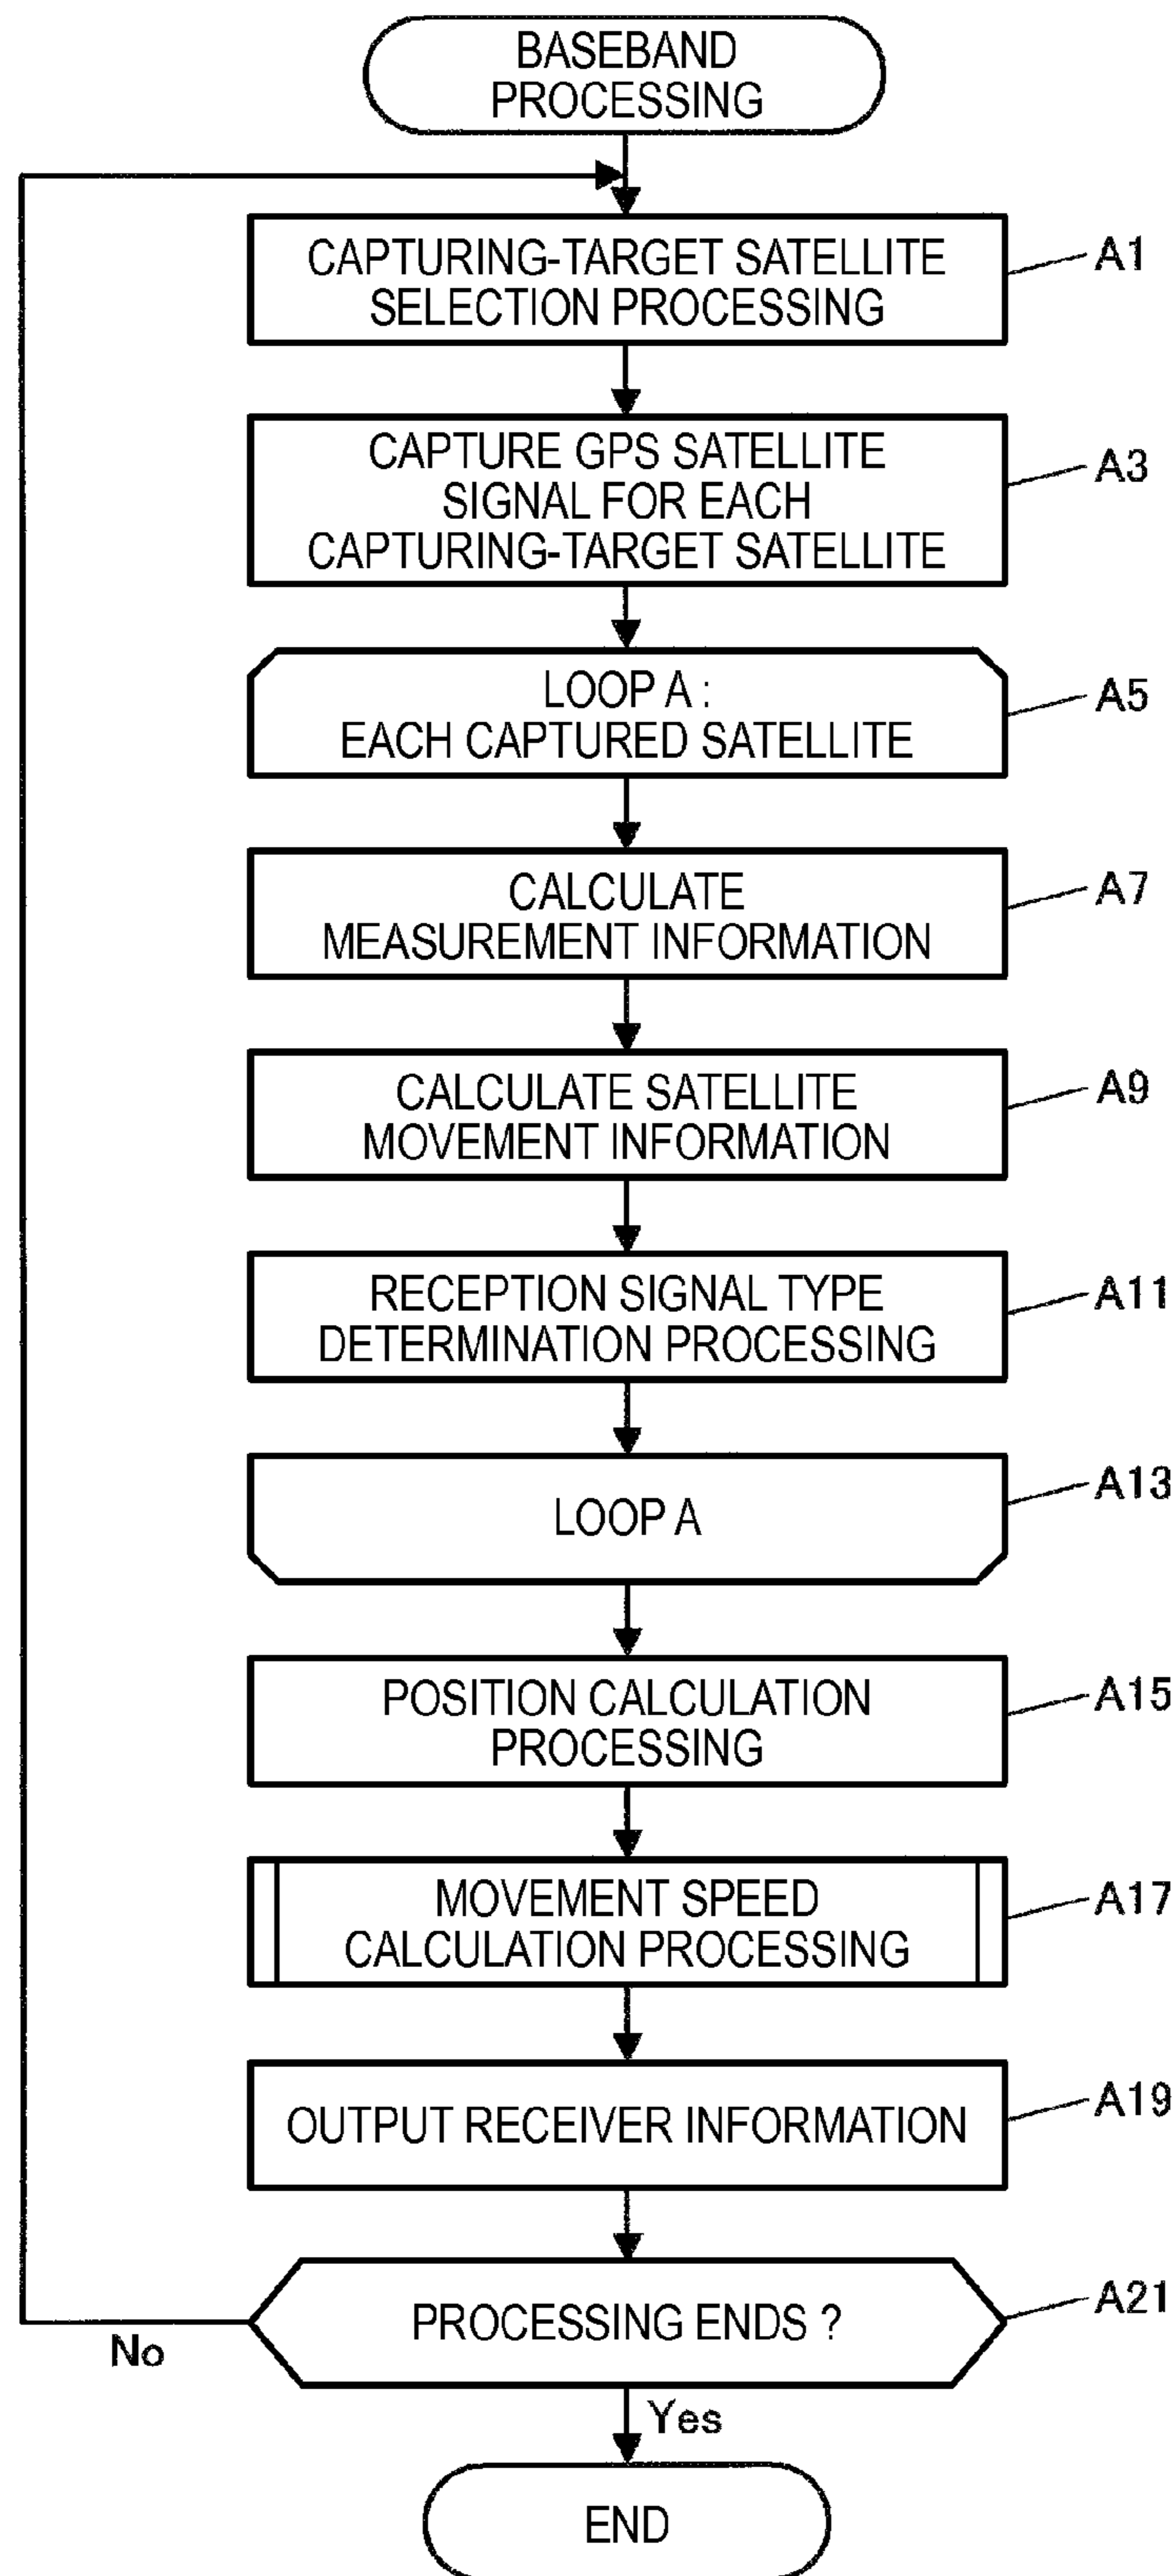 BASEBAND
PROCESSING
CAPTURING-TARGET SATELLITE
SELECTION PROCESSING
A1
CAPTURE GPS SATELLITE
SIGNAL FOR EACH
CAPTURING-TARGET SATELLITE
A3
LOOP A :
EACH CAPTURED SATELLITE
A5
CALCULATE
MEASUREMENT INFORMATION
A7
CALCULATE SATELLITE
MOVEMENT INFORMATION
A9
RECEPTION SIGNAL TYPE
DETERMINATION PROCESSING
A11
LOOP A
A13
POSITION CALCULATION
PROCESSING
A15
MOVEMENT SPEED
CALCULATION PROCESSING
A17
OUTPUT RECEIVER INFORMATION
A19
PROCESSING ENDS ?
A21
No
Yes
END